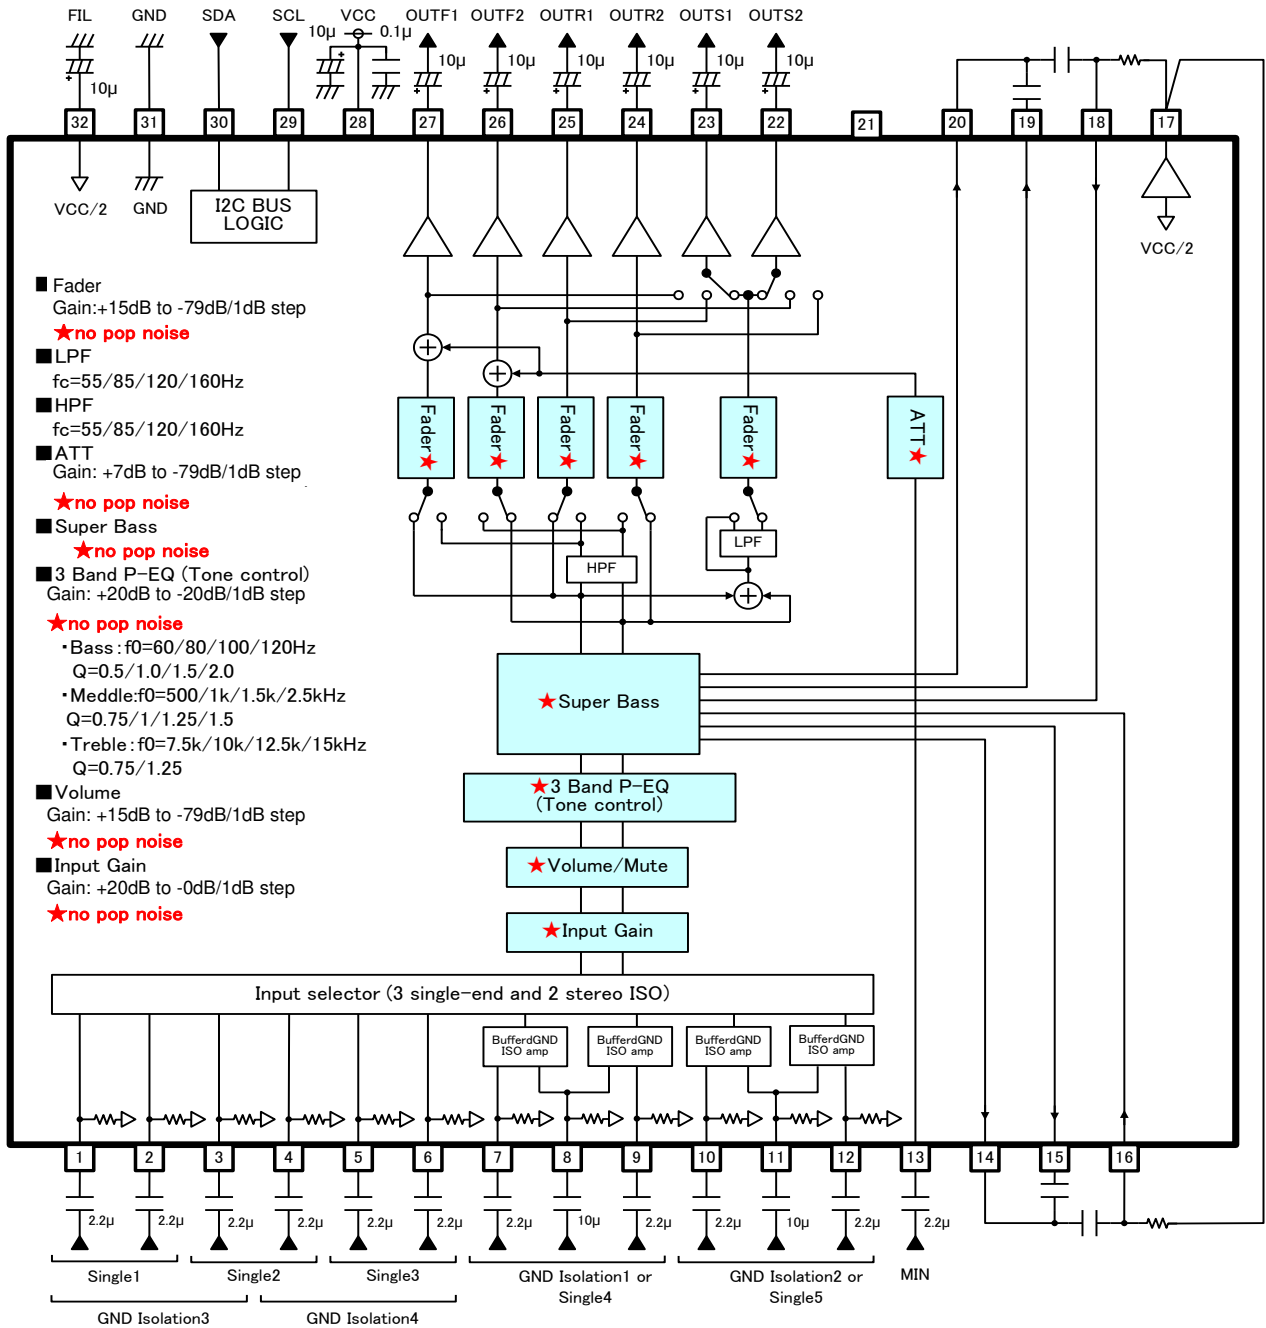 FIL GND SDA SCL VCC OUTF1 OUTF2 OUTR1 OUTR2 OUTS1 OUTS2
10μ 0.1μ
10μ 10μ 10μ 10μ 10μ 10μ 10μ
32 31 30 29 28 27 26 25 24 23 22 21 20 19 18 17
VCC/2 GND
I2C BUS
LOGIC
VCC/2
■ Fader
Gain:+15dB to -79dB/1dB step
★no pop noise
■LPF
fc=55/85/120/160Hz
■HPF
fc=55/85/120/160Hz
■ATT
Gain: +7dB to -79dB/1dB step
★no pop noise
■Super Bass
★no pop noise
■3 Band P-EQ (Tone control)
Gain: +20dB to -20dB/1dB step
★no pop noise
・Bass:f0=60/80/100/120Hz
Q=0.5/1.0/1.5/2.0
・Meddle:f0=500/1k/1.5k/2.5kHz
Q=0.75/1/1.25/1.5
・Treble:f0=7.5k/10k/12.5k/15kHz
Q=0.75/1.25
■Volume
Gain: +15dB to -79dB/1dB step
★no pop noise
■Input Gain
Gain: +20dB to -0dB/1dB step
★no pop noise
Fader★ Fader★ Fader★ Fader★ Fader★ ATT★
LPF
HPF
★Super Bass
★3 Band P-EQ
(Tone control)
★Volume/Mute
★Input Gain
Input selector (3 single-end and 2 stereo ISO)
BufferdGND
ISO amp
BufferdGND
ISO amp
BufferdGND
ISO amp
BufferdGND
ISO amp
1 2 3 4 5 6 7 8 9 10 11 12 13 14 15 16
2.2μ 2.2μ 2.2μ 2.2μ 2.2μ 2.2μ 2.2μ 10μ 2.2μ 2.2μ 10μ 2.2μ 2.2μ
Single1 Single2 Single3
GND Isolation1 or
Single4
GND Isolation2 or
Single5
MIN
GND Isolation3 GND Isolation4